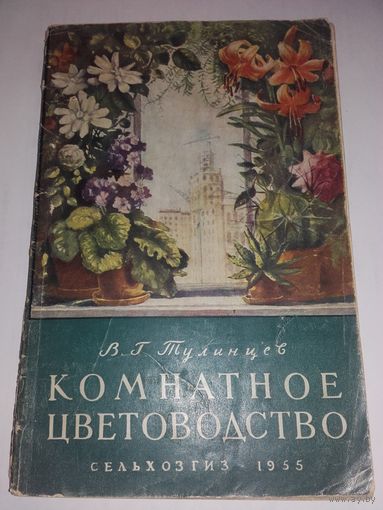 В. Г. Тулинцев
КОМНАТНОЕ
ЦВЕТОВОДСТВО
СЕЛЬХОЗГИЗ - 1955